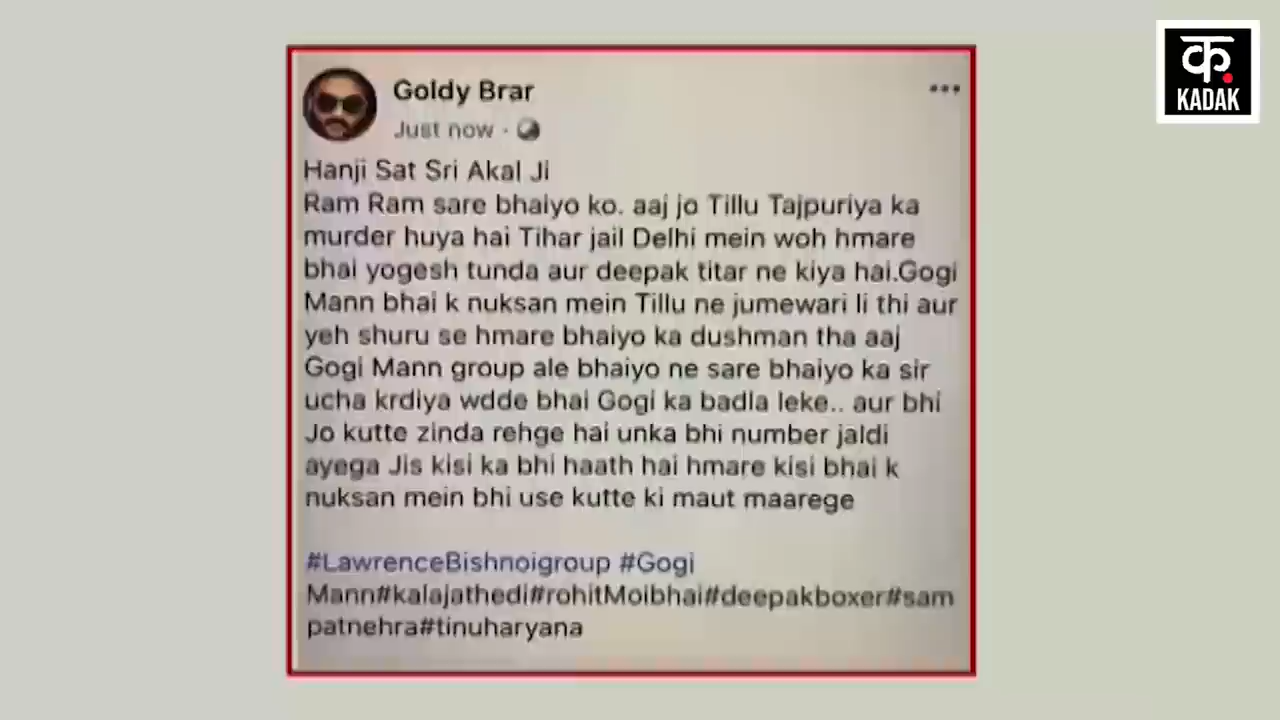 Goldy Brar
Just now ·
Hanji Sat Sri Akal Ji
Ram Ram sare bhaiyo ko. aaj jo Tillu Tajpuriya ka
murder huya hai Tihar jail Delhi mein woh hmare
bhai yogesh tunda aur deepak titar ne kiya hai.Gogi
Mann bhai k nuksan mein Tillu ne jumewari li thi aur
yeh shuru se hmare bhaiyo ka dushman tha aaj
Gogi Mann group ale bhaiyo ne sare bhaiyo ka sir
ucha krdiya wdde bhai Gogi ka badla leke.. aur bhi
Jo kutte zinda rehge hai unka bhi number jaldi
ayega Jis kisi ka bhi haath hai hmare kisi bhai k
nuksan mein bhi use kutte ki maut maarege
#LawrenceBishnoigroup #Gogi
Mann#kalajathedi#rohitMoibhai#deepakboxer#sam
patnehra#tinuharyana
क
KADAK